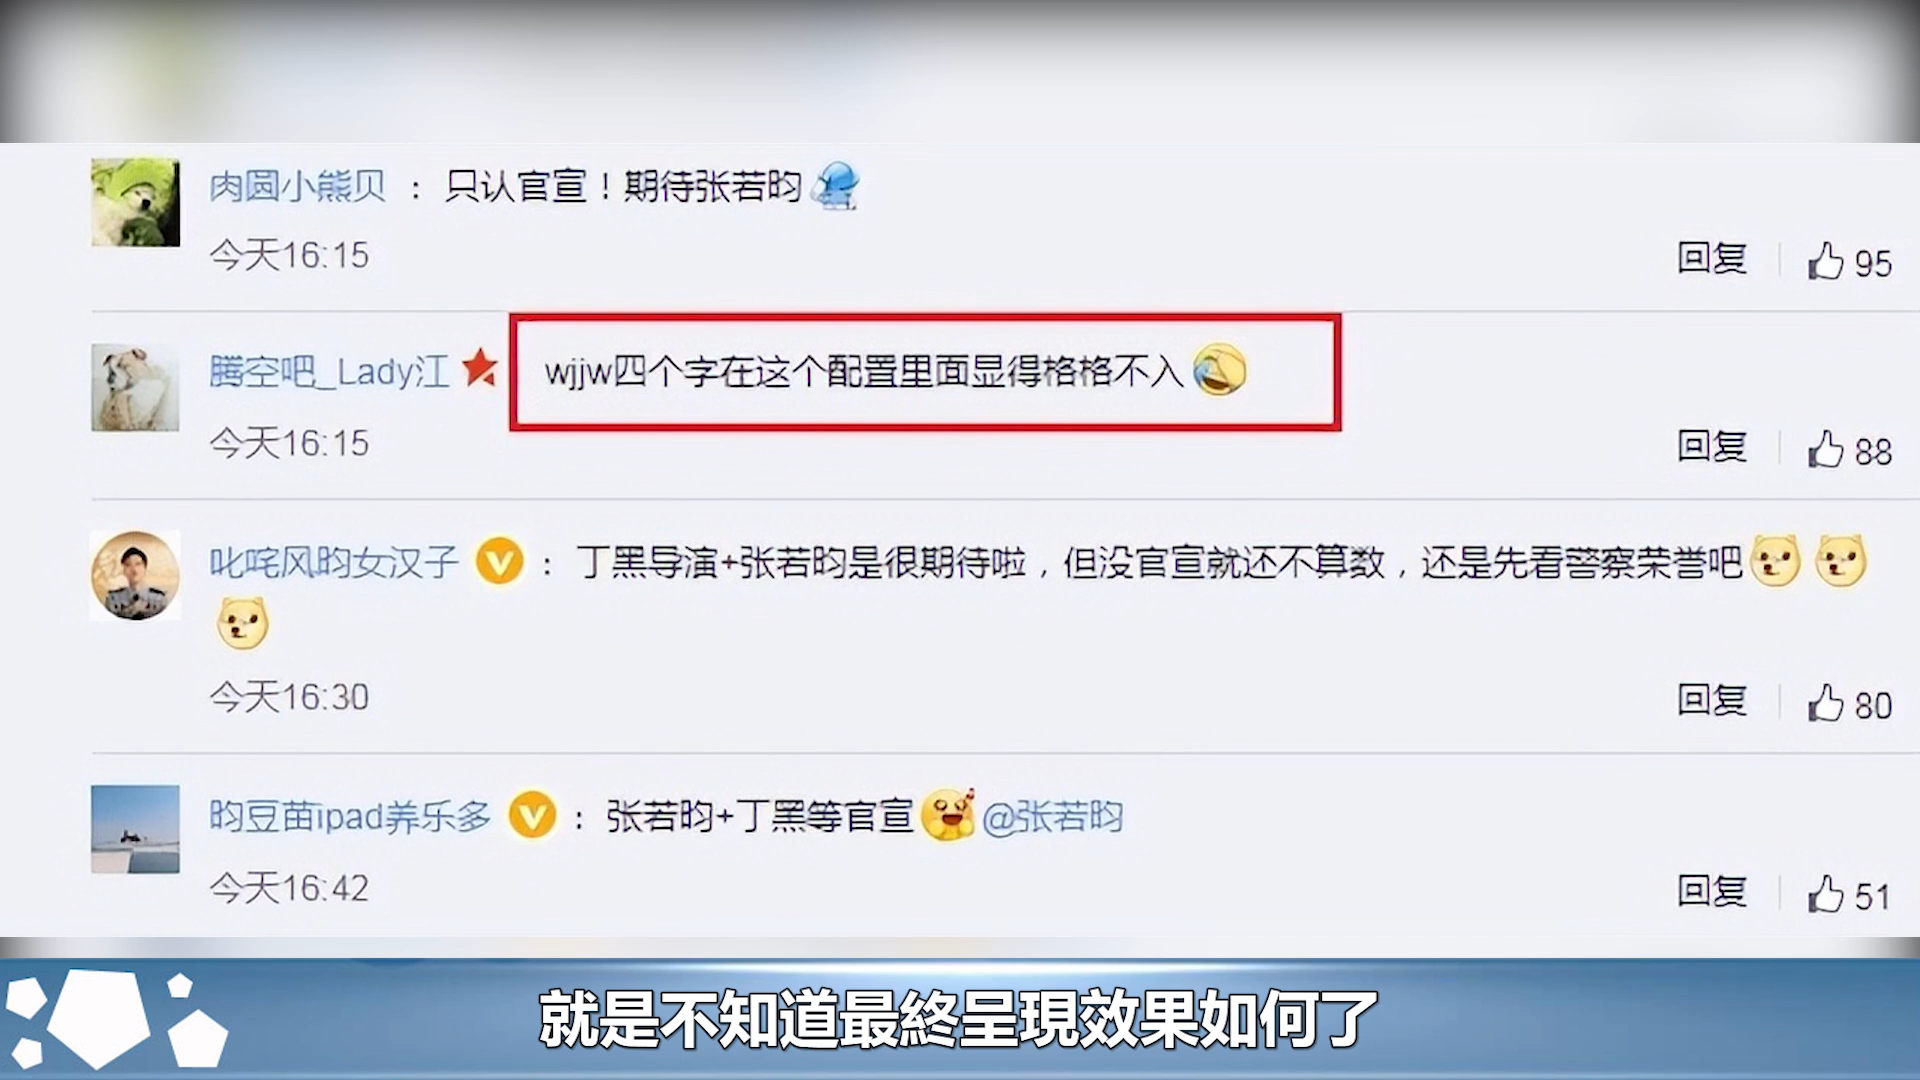 肉圆小熊贝 ：只认官宣！期待张若昀
今天16:15
回复 95
腾空吧_Lady江 wjjw四个字在这个配置里面显得格格不入
今天16:15
回复 88
叱咤风昀女汉子 ：丁黑导演+张若昀是很期待啦，但没官宣就还不算数，还是先看警察荣誉吧
今天16:30
回复 80
昀豆苗ipad养乐多 ：张若昀+丁黑等官宣@张若昀
今天16:42
回复 51
就是不知道最終呈現效果如何了